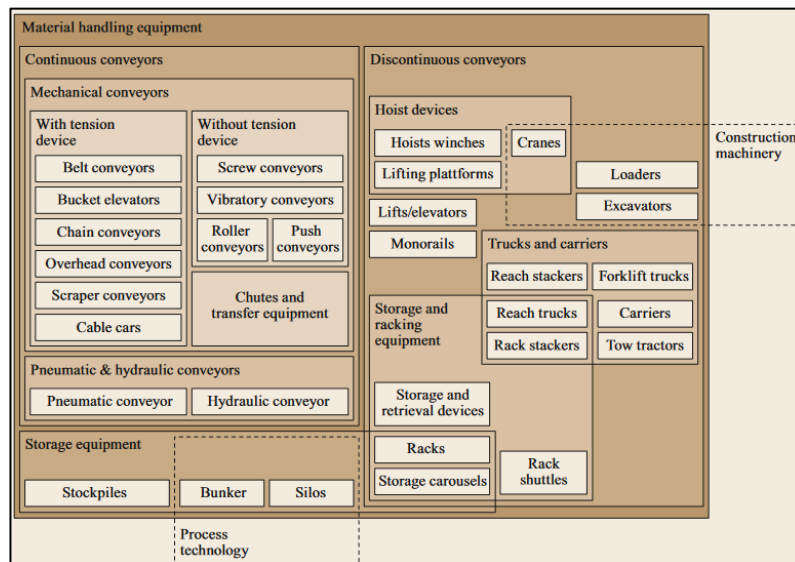 Material handling equipment
Continuous conveyors
Mechanical conveyors
With tension
device
Belt conveyors
Bucket elevators
Chain conveyors
Overhead conveyors
Scraper conveyors
Cable cars
Without tension
device
Screw conveyors
Vibratory conveyors
Roller
conveyors
Push
conveyors
Chutes and
transfer equipment
Pneumatic & hydraulic conveyors
Pneumatic conveyor
Hydraulic conveyor
Storage equipment
Stockpiles
Bunker
Silos
Process
technology
Discontinuous conveyors
Hoist devices
Hoists winches
Cranes
Lifting plattforms
Construction
machinery
Loaders
Excavators
Lifts/elevators
Monorails
Trucks and carriers
Reach stackers
Forklift trucks
Storage and
racking
equipment
Reach trucks
Carriers
Rack stackers
Tow tractors
Storage and
retrieval devices
Racks
Storage carousels
Rack
shuttles